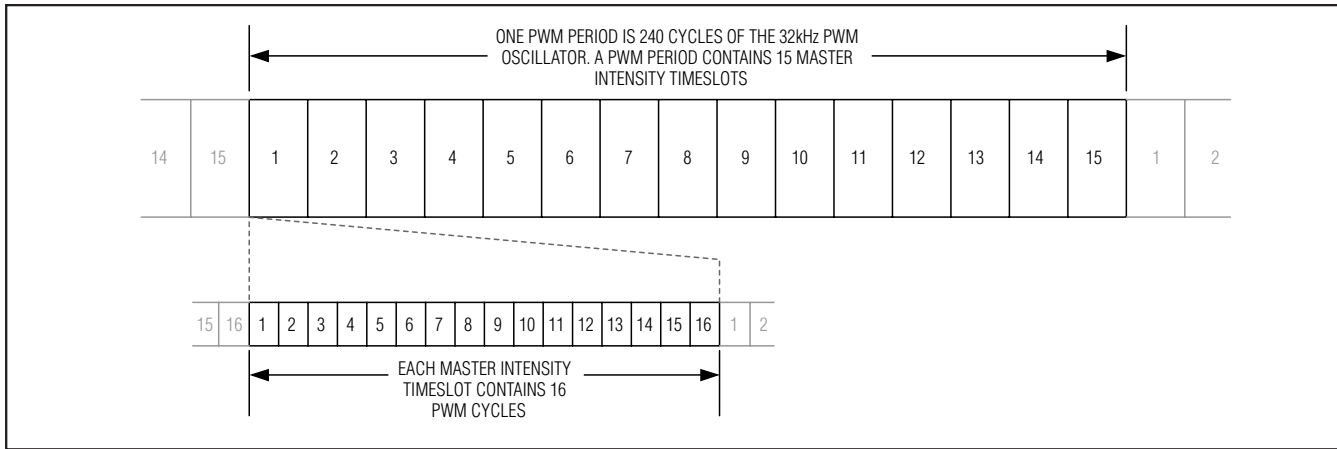 ONE PWM PERIOD IS 240 CYCLES OF THE 32kHz PWM
OSCILLATOR. A PWM PERIOD CONTAINS 15 MASTER
INTENSITY TIMESLOTS
14 15 1 2 3 4 5 6 7 8 9 10 11 12 13 14 15 1 2
15 16 1 2 3 4 5 6 7 8 9 10 11 12 13 14 15 16 1 2
EACH MASTER INTENSITY
TIMESLOT CONTAINS 16
PWM CYCLES